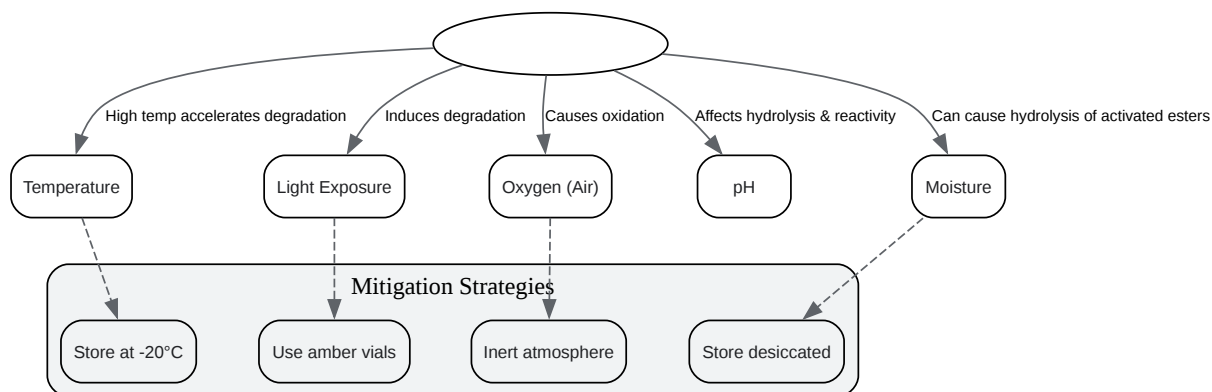 High temp accelerates degradation
Induces degradation
Causes oxidation
Affects hydrolysis & reactivity
Can cause hydrolysis of activated esters
Temperature
Light Exposure
Oxygen (Air)
pH
Moisture
Mitigation Strategies
Store at -20°C
Use amber vials
Inert atmosphere
Store desiccated